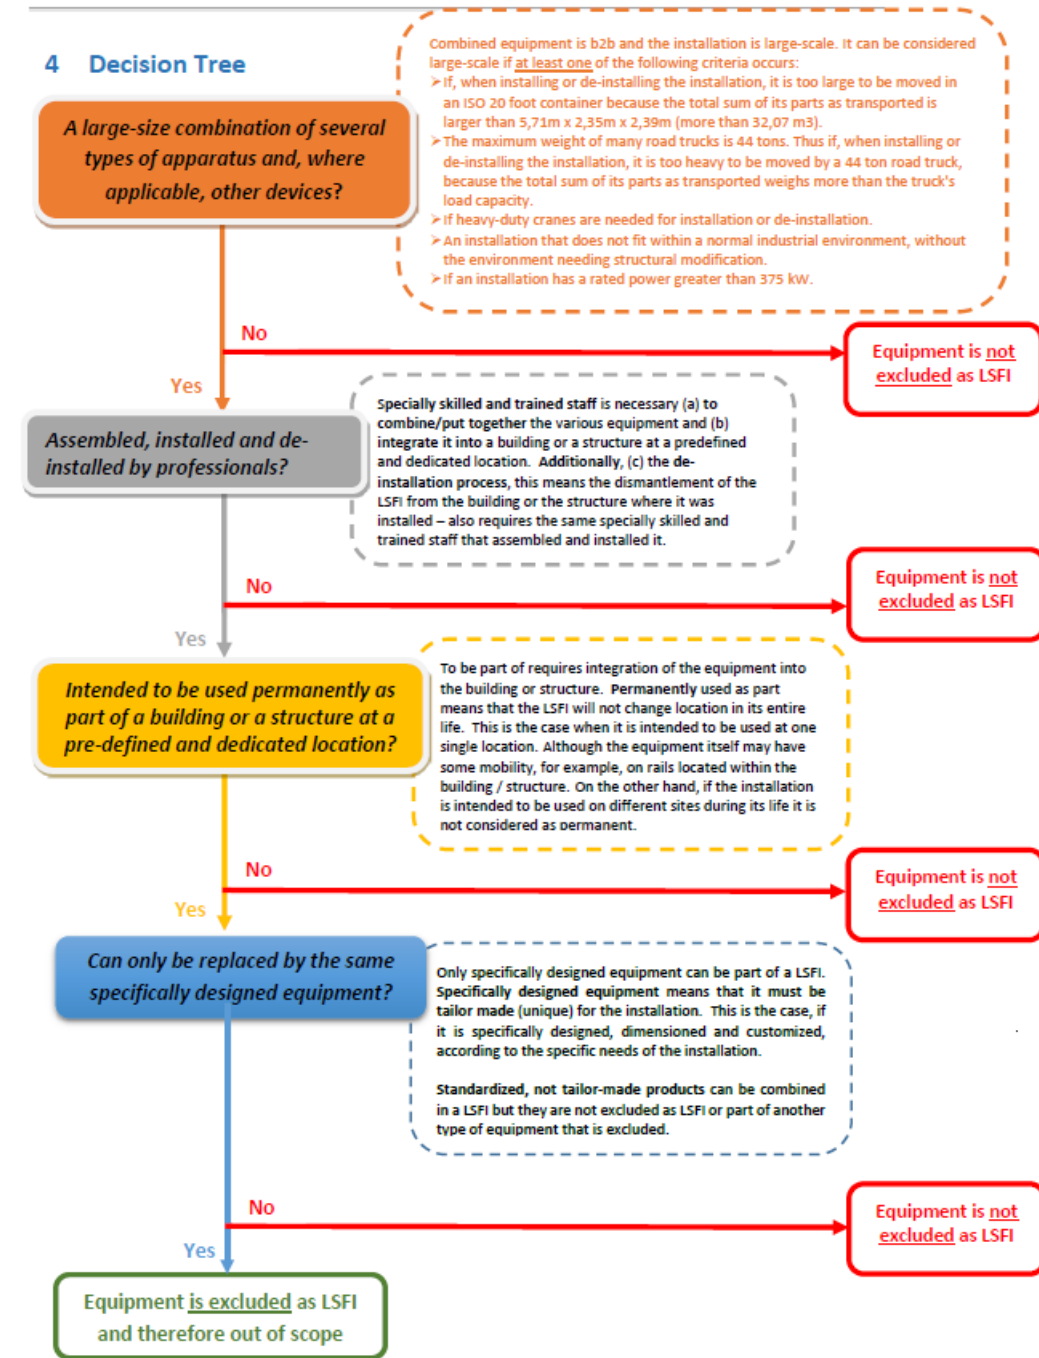 4 Decision Tree
Combined equipment is b2b and the installation is large-scale. It can be considered
large-scale if at least one of the following criteria occurs:
➢If, when installing or de-installing the installation, it is too large to be moved in
an ISO 20 foot container because the total sum of its parts as transported is
larger than 5,71m x 2,35m x 2,39m (more than 32,07 m3).
➢The maximum weight of many road trucks is 44 tons. Thus if, when installing or
de-installing the installation, it is too heavy to be moved by a 44 ton road truck,
because the total sum of its parts as transported weighs more than the truck's
load capacity.
➢If heavy-duty cranes are needed for installation or de-installation.
➢An installation that does not fit within a normal industrial environment, without
the environment needing structural modification.
➢If an installation has a rated power greater than 375 kW.
A large-size combination of several
types of apparatus and, where
applicable, other devices?
No
Equipment is not
excluded as LSFI
Yes
Assembled, installed and de-
installed by professionals?
Specially skilled and trained staff is necessary (a) to
combine/put together the various equipment and (b)
integrate it into a building or a structure at a predefined
and dedicated location. Additionally, (c) the de-
installation process, this means the dismantlement of the
LSFI from the building or the structure where it was
installed – also requires the same specially skilled and
trained staff that assembled and installed it.
No
Equipment is not
excluded as LSFI
Yes
Intended to be used permanently as
part of a building or a structure at a
pre-defined and dedicated location?
To be part of requires integration of the equipment into
the building or structure. Permanently used as part
means that the LSFI will not change location in its entire
life. This is the case when it is intended to be used at one
single location. Although the equipment itself may have
some mobility, for example, on rails located within the
building / structure. On the other hand, if the installation
is intended to be used on different sites during its life it is
not considered as permanent.
No
Equipment is not
excluded as LSFI
Yes
Can only be replaced by the same
specifically designed equipment?
Only specifically designed equipment can be part of a LSFI.
Specifically designed equipment means that it must be
tailor made (unique) for the installation. This is the case, if
it is specifically designed, dimensioned and customized,
according to the specific needs of the installation.
Standardized, not tailor-made products can be combined
in a LSFI but they are not excluded as LSFI or part of another
type of equipment that is excluded.
No
Equipment is not
excluded as LSFI
Yes
Equipment is excluded as LSFI
and therefore out of scope